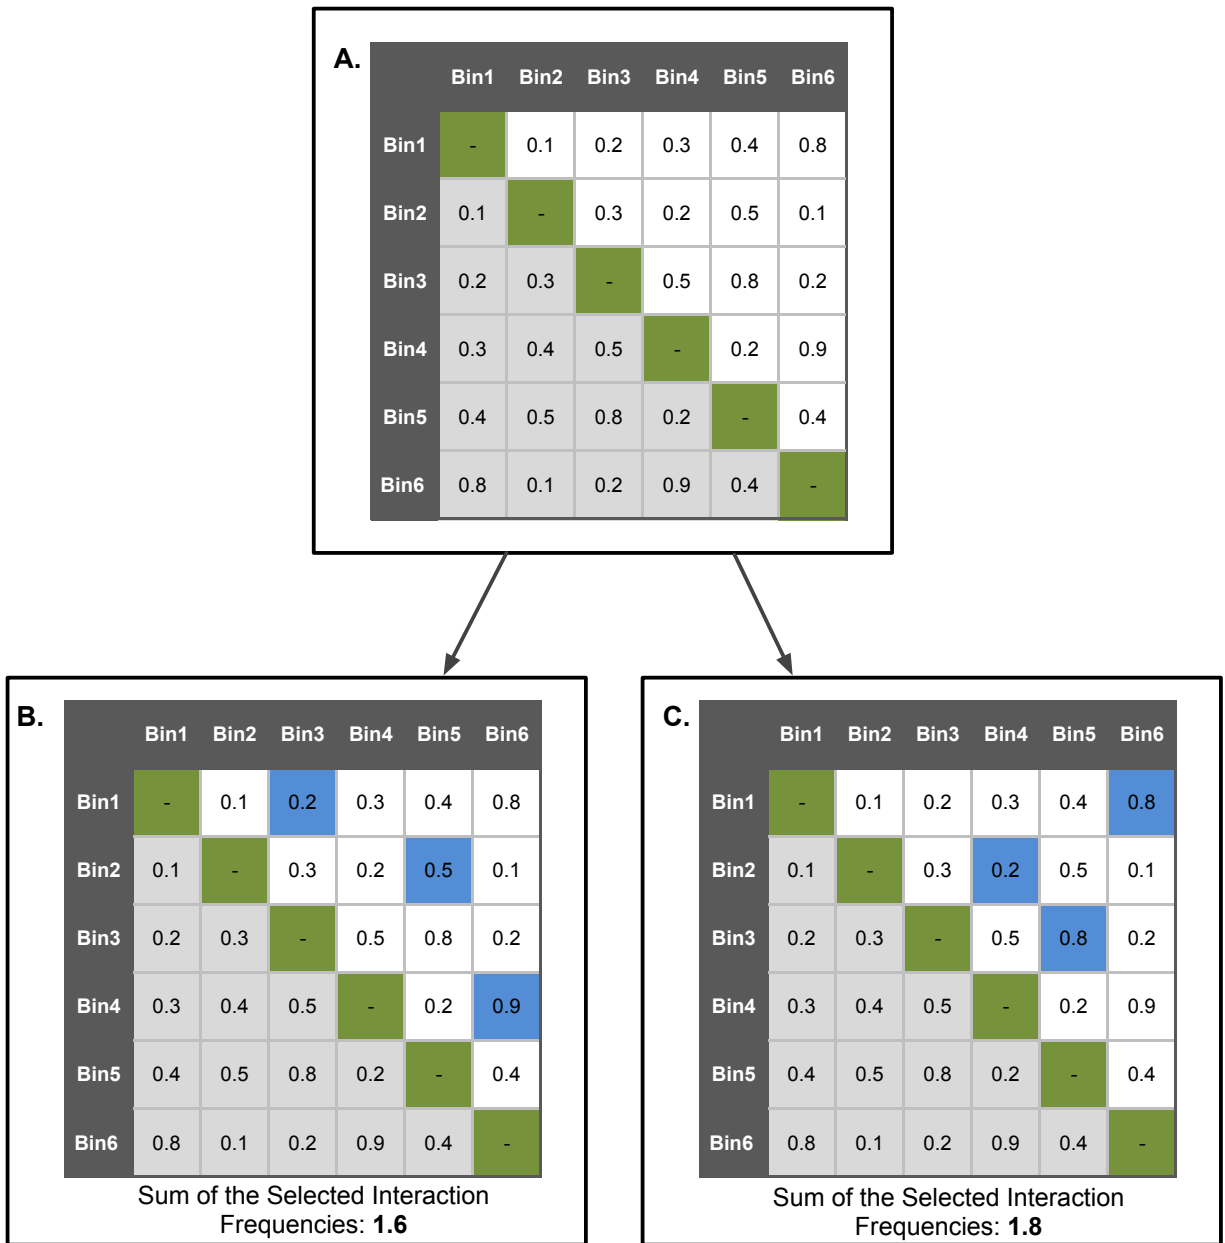 A.
Bin1 Bin2 Bin3 Bin4 Bin5 Bin6
Bin1 - 0.1 0.2 0.3 0.4 0.8
Bin2 0.1 - 0.3 0.2 0.5 0.1
Bin3 0.2 0.3 - 0.5 0.8 0.2
Bin4 0.3 0.4 0.5 - 0.2 0.9
Bin5 0.4 0.5 0.8 0.2 - 0.4
Bin6 0.8 0.1 0.2 0.9 0.4 -
B.
Bin1 Bin2 Bin3 Bin4 Bin5 Bin6
Bin1 - 0.1 0.2 0.3 0.4 0.8
Bin2 0.1 - 0.3 0.2 0.5 0.1
Bin3 0.2 0.3 - 0.5 0.8 0.2
Bin4 0.3 0.4 0.5 - 0.2 0.9
Bin5 0.4 0.5 0.8 0.2 - 0.4
Bin6 0.8 0.1 0.2 0.9 0.4 -
Sum of the Selected Interaction
Frequencies: 1.6
C.
Bin1 Bin2 Bin3 Bin4 Bin5 Bin6
Bin1 - 0.1 0.2 0.3 0.4 0.8
Bin2 0.1 - 0.3 0.2 0.5 0.1
Bin3 0.2 0.3 - 0.5 0.8 0.2
Bin4 0.3 0.4 0.5 - 0.2 0.9
Bin5 0.4 0.5 0.8 0.2 - 0.4
Bin6 0.8 0.1 0.2 0.9 0.4 -
Sum of the Selected Interaction
Frequencies: 1.8